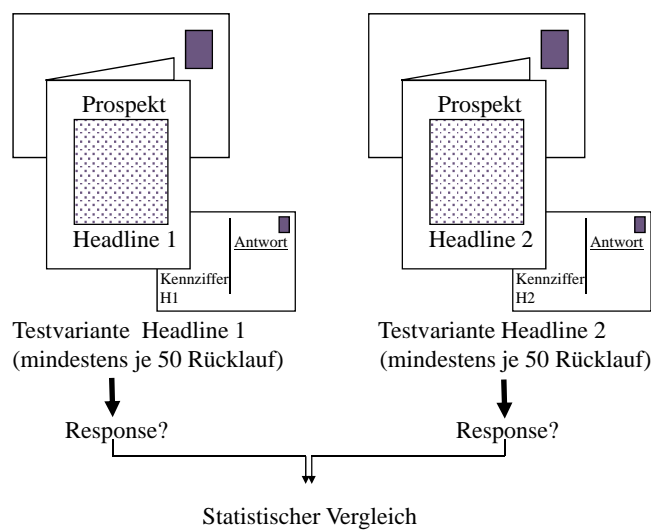 Prospekt
Headline 1
Antwort
Kennziffer
H1
Testvariante Headline 1
(mindestens je 50 Rücklauf)
Response?
Prospekt
Headline 2
Antwort
Kennziffer
H2
Testvariante Headline 2
(mindestens je 50 Rücklauf)
Response?
Statistischer Vergleich